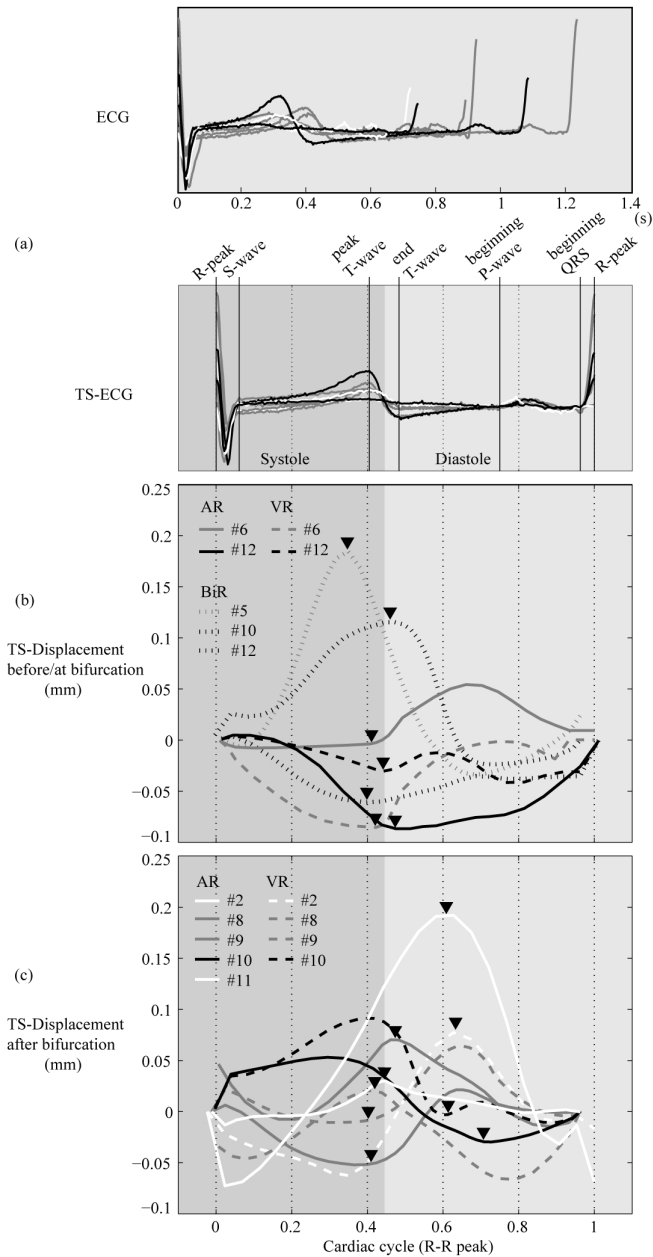 ECG
0 0.2 0.4 0.6 0.8 1 1.2 1.4
(s)
(a)
R-peak
S-wave
peak
T-wave
end
T-wave
beginning
P-wave
beginning
QRS
R-peak
TS-ECG
Systole
Diastole
(b)
TS-Displacement
before/at bifurcation
(mm)
0.25
0.2
0.15
0.1
0.05
0
−0.05
−0.1
AR VR
#6 #6
#12 #12
BiR
#5
#10
#12
(c)
TS-Displacement
after bifurcation
(mm)
0.25
0.2
0.15
0.1
0.05
0
−0.05
−0.1
AR VR
#2 #2
#8 #8
#9 #9
#10 #10
#11
0 0.2 0.4 0.6 0.8 1
Cardiac cycle (R-R peak)